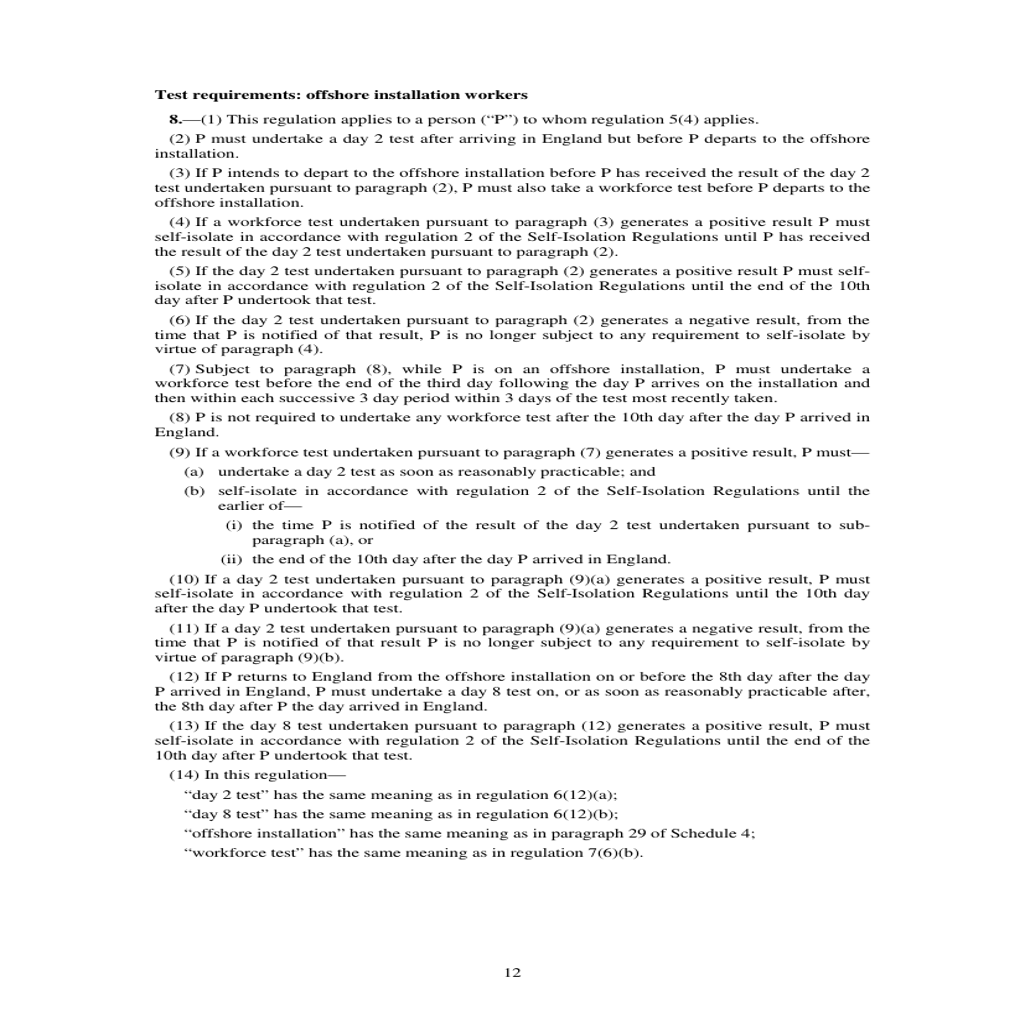 Test requirements: offshore installation workers
8.—(1) This regulation applies to a person (“P”) to whom regulation 5(4) applies.
(2) P must undertake a day 2 test after arriving in England but before P departs to the offshore
installation.
(3) If P intends to depart to the offshore installation before P has received the result of the day 2
test undertaken pursuant to paragraph (2), P must also take a workforce test before P departs to the
offshore installation.
(4) If a workforce test undertaken pursuant to paragraph (3) generates a positive result P must
self-isolate in accordance with regulation 2 of the Self-Isolation Regulations until P has received
the result of the day 2 test undertaken pursuant to paragraph (2).
(5) If the day 2 test undertaken pursuant to paragraph (2) generates a positive result P must self-
isolate in accordance with regulation 2 of the Self-Isolation Regulations until the end of the 10th
day after P undertook that test.
(6) If the day 2 test undertaken pursuant to paragraph (2) generates a negative result, from the
time that P is notified of that result, P is no longer subject to any requirement to self-isolate by
virtue of paragraph (4).
(7) Subject to paragraph (8), while P is on an offshore installation, P must undertake a
workforce test before the end of the third day following the day P arrives on the installation and
then within each successive 3 day period within 3 days of the test most recently taken.
(8) P is not required to undertake any workforce test after the 10th day after the day P arrived in
England.
(9) If a workforce test undertaken pursuant to paragraph (7) generates a positive result, P must—
(a) undertake a day 2 test as soon as reasonably practicable; and
(b) self-isolate in accordance with regulation 2 of the Self-Isolation Regulations until the
earlier of—
(i) the time P is notified of the result of the day 2 test undertaken pursuant to sub-
paragraph (a), or
(ii) the end of the 10th day after the day P arrived in England.
(10) If a day 2 test undertaken pursuant to paragraph (9)(a) generates a positive result, P must
self-isolate in accordance with regulation 2 of the Self-Isolation Regulations until the 10th day
after the day P undertook that test.
(11) If a day 2 test undertaken pursuant to paragraph (9)(a) generates a negative result, from the
time that P is notified of that result P is no longer subject to any requirement to self-isolate by
virtue of paragraph (9)(b).
(12) If P returns to England from the offshore installation on or before the 8th day after the day
P arrived in England, P must undertake a day 8 test on, or as soon as reasonably practicable after,
the 8th day after P the day arrived in England.
(13) If the day 8 test undertaken pursuant to paragraph (12) generates a positive result, P must
self-isolate in accordance with regulation 2 of the Self-Isolation Regulations until the end of the
10th day after P undertook that test.
(14) In this regulation—
“day 2 test” has the same meaning as in regulation 6(12)(a);
“day 8 test” has the same meaning as in regulation 6(12)(b);
“offshore installation” has the same meaning as in paragraph 29 of Schedule 4;
“workforce test” has the same meaning as in regulation 7(6)(b).
12